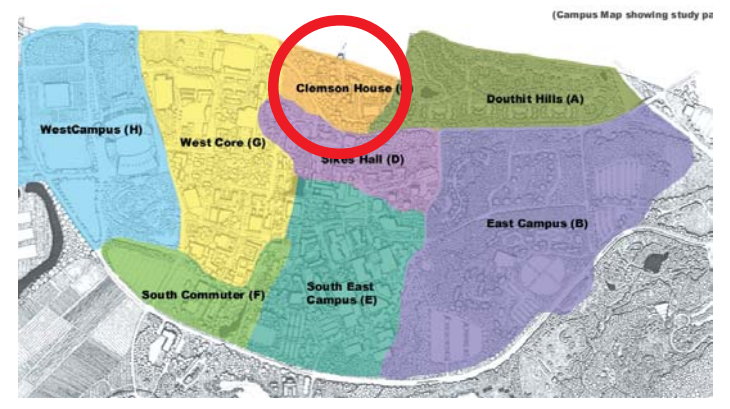 (Campus Map showing study pa
Clemson House (
Douthit Hills (A)
WestCampus (H)
West Core (G)
Sikes Hall (D)
East Campus (B)
South East
Campus (E)
South Commuter (F)